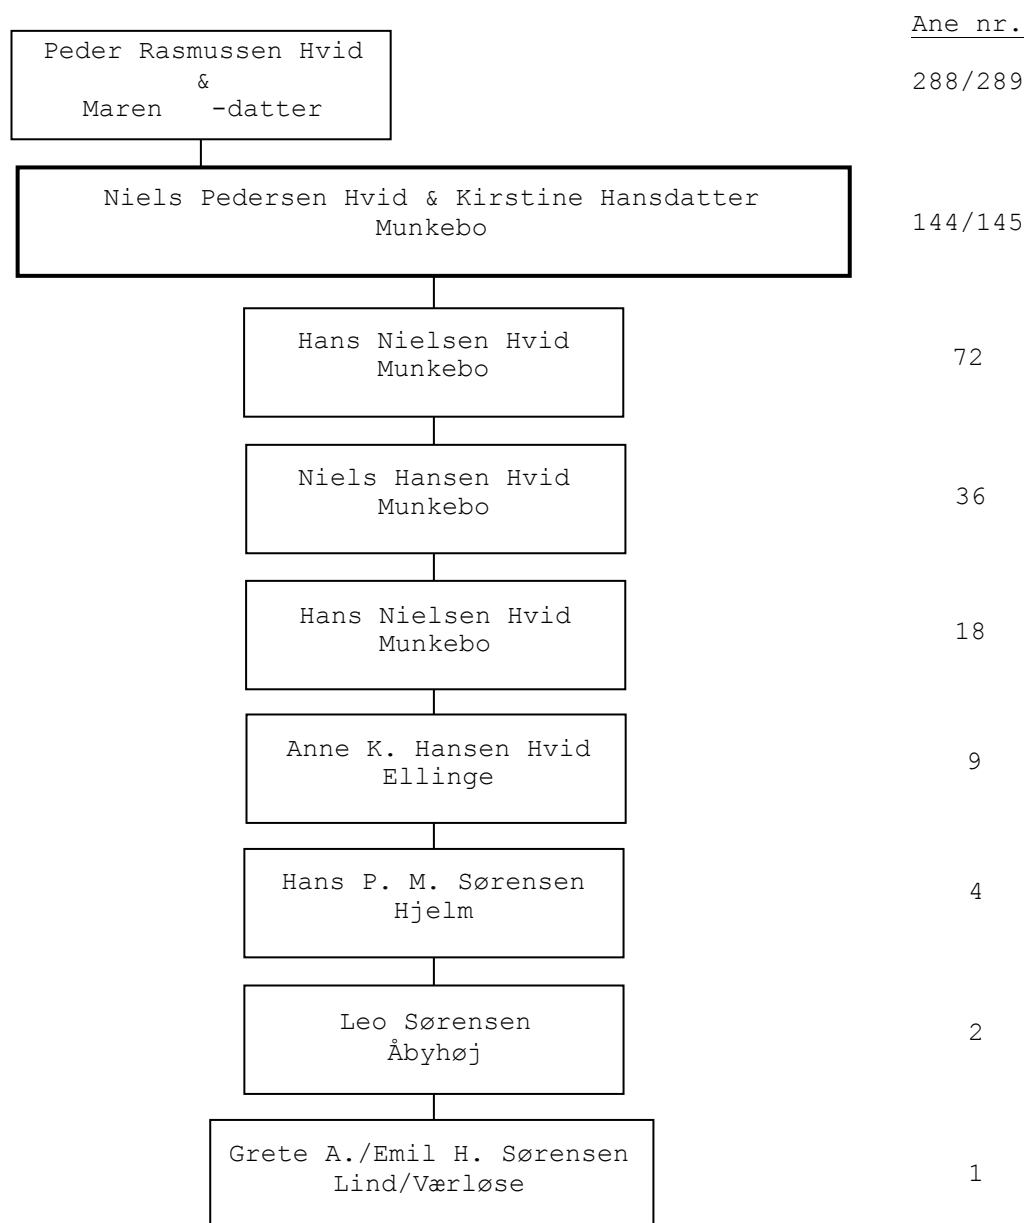 Ane nr.
Peder Rasmussen Hvid
&
Maren -datter
288/289
Niels Pedersen Hvid & Kirstine Hansdatter
Munkebo
144/145
Hans Nielsen Hvid
Munkebo
72
Niels Hansen Hvid
Munkebo
36
Hans Nielsen Hvid
Munkebo
18
Anne K. Hansen Hvid
Ellinge
9
Hans P. M. Sørensen
Hjelm
4
Leo Sørensen
Åbyhøj
2
Grete A./Emil H. Sørensen
Lind/Værløse
1